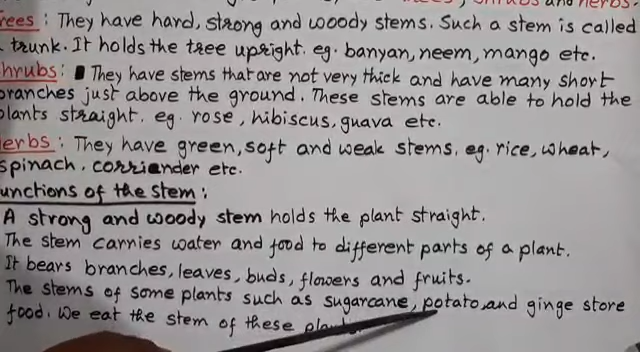 Shrubs and herbs.
rees : They have hard, strong and woody stems. Such a stem is called
trunk. It holds the tree upright. eg. banyan, neem, mango etc.
hrubs : They have stems that are not very thick and have many short
branches just above the ground. These stems are able to hold the
plants straight. eg. rose, hibiscus, guava etc.
erbs : They have green, soft and weak stems. eg. rice, wheat,
spinach, corriander etc.
unctions of the stem :
A strong and woody stem holds the plant straight.
The stem carries water and food to different parts of a plant.
It bears branches, leaves, buds, flowers and fruits.
The stems of some plants such as sugarcane, potato and ginge store
food. We eat the stem of these